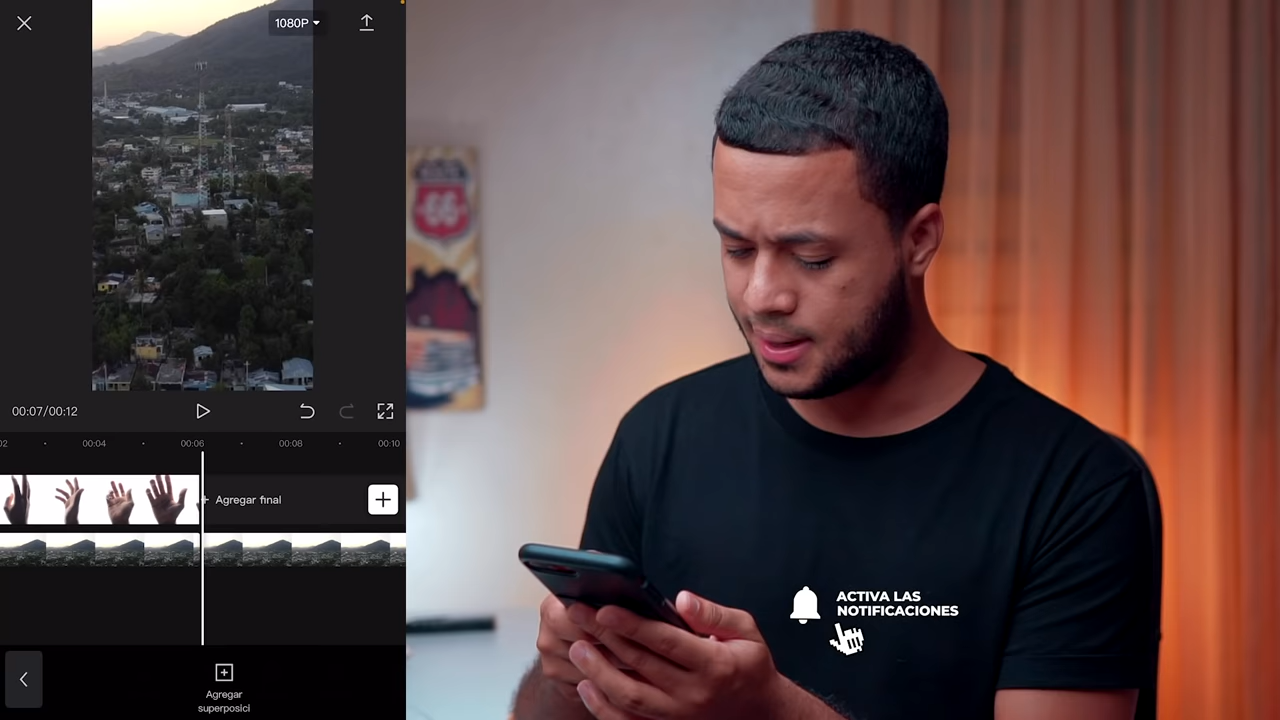 1080P
00:07/00:12
02
00:04
00:06
00:08
00:10
Agregar final
Agregar
superposici
66
ACTIVA LAS
NOTIFICACIONES